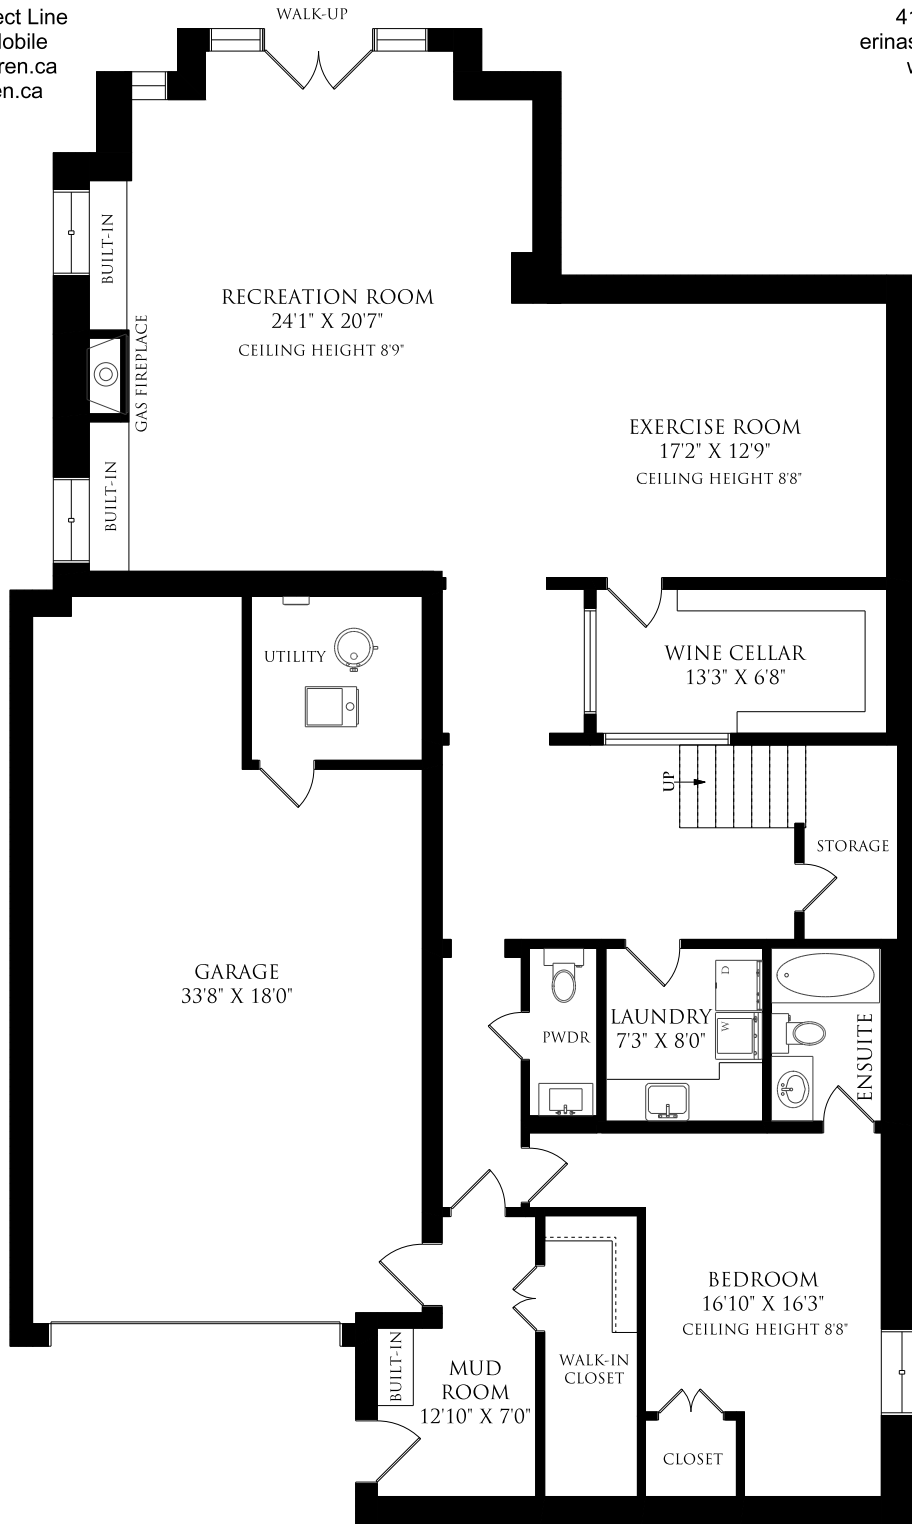 ect Line
obile
ren.ca
en.ca
41
erinas
w
WALK-UP
BUILT-IN
RECREATION ROOM
24'1" X 20'7"
CEILING HEIGHT 8'9"
GAS FIREPLACE
BUILT-IN
EXERCISE ROOM
17'2" X 12'9"
CEILING HEIGHT 8'8"
UTILITY
WINE CELLAR
13'3" X 6'8"
UP
STORAGE
GARAGE
33'8" X 18'0"
PWDR
LAUNDRY
7'3" X 8'0"
D
W
ENSUITE
BEDROOM
16'10" X 16'3"
CEILING HEIGHT 8'8"
BUILT-IN
MUD
ROOM
12'10" X 7'0"
WALK-IN
CLOSET
CLOSET